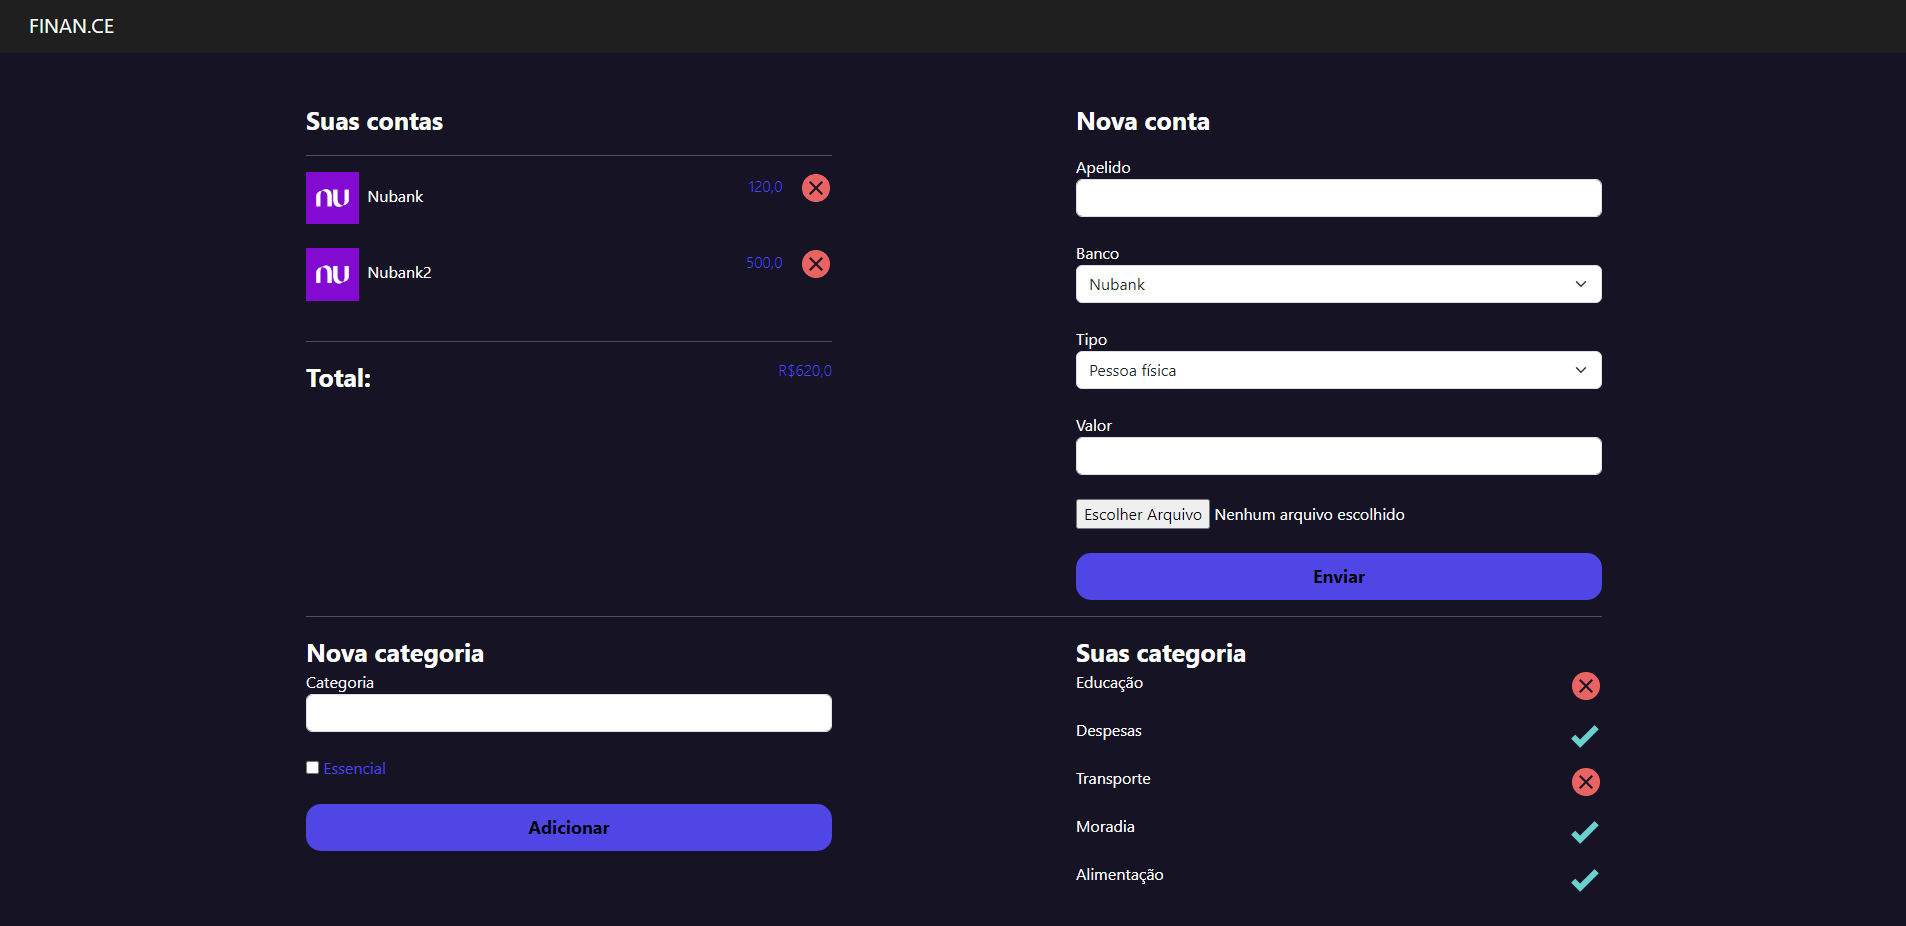 FINAN.CE
Suas contas
nu Nubank 120,0
nu Nubank2 500,0
Total: R$620,0
Nova conta
Apelido
Banco
Nubank
Tipo
Pessoa física
Valor
Escolher Arquivo Nenhum arquivo escolhido
Enviar
Nova categoria
Categoria
Essencial
Adicionar
Suas categoria
Educação
Despesas
Transporte
Moradia
Alimentação